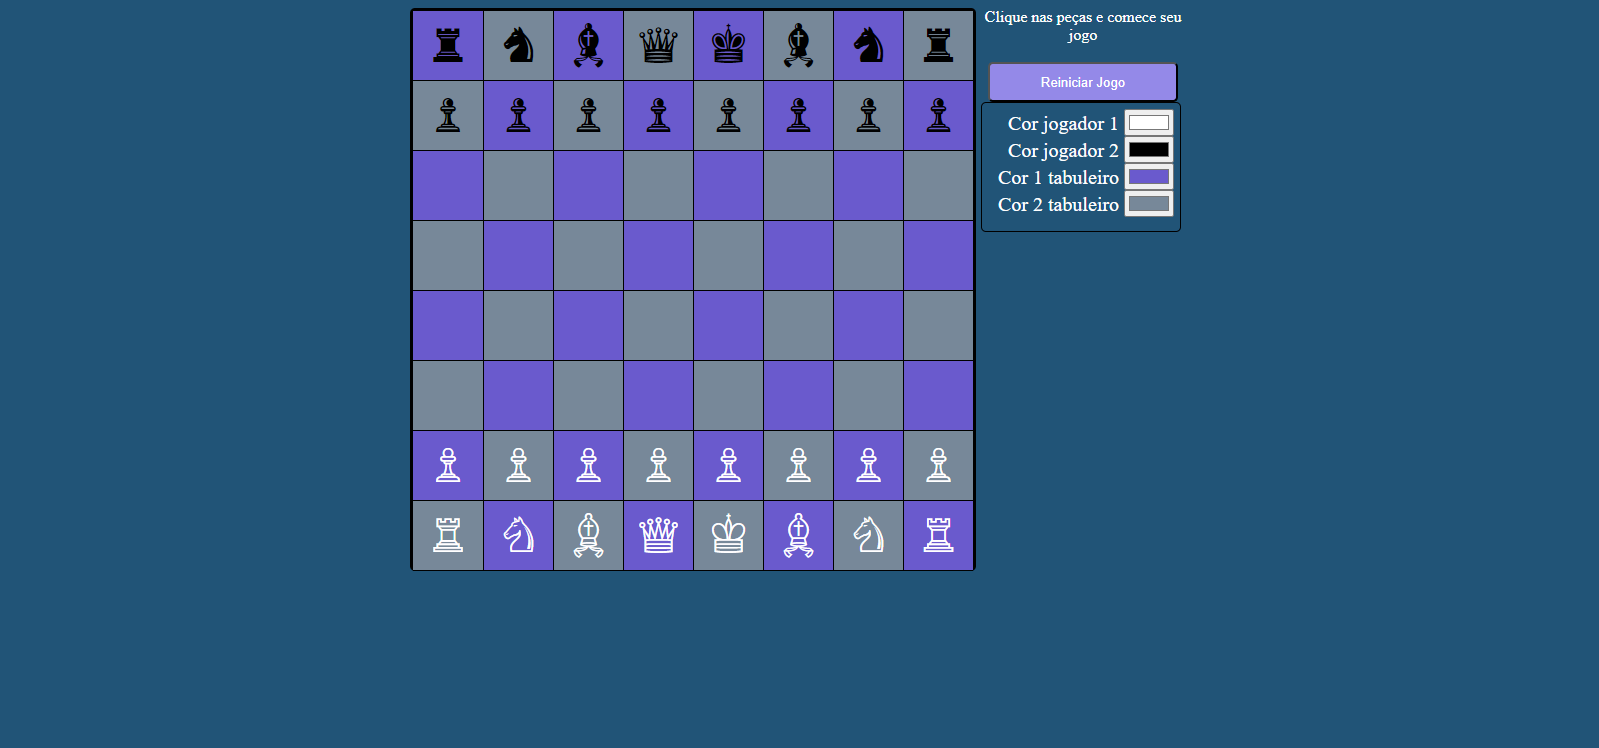 Clique nas peças e comece seu
jogo
Reiniciar Jogo
Cor jogador 1
Cor jogador 2
Cor 1 tabuleiro
Cor 2 tabuleiro